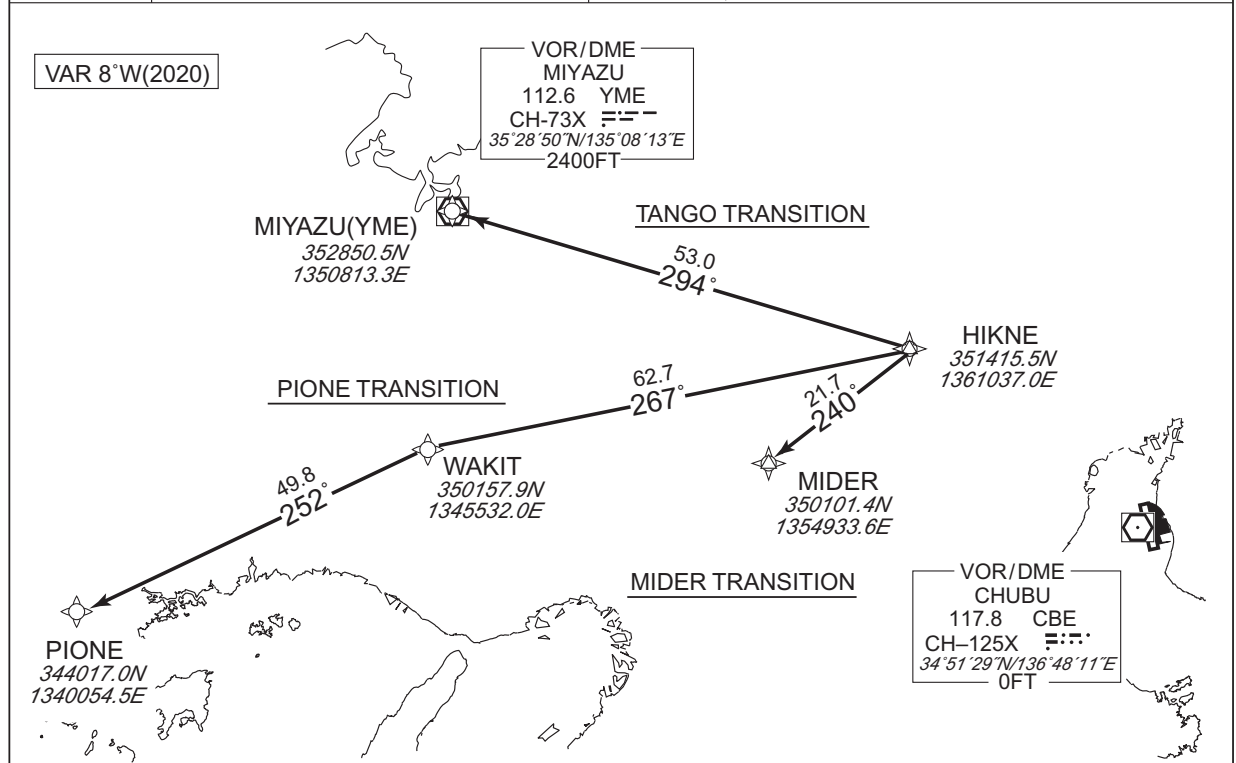 VAR 8˚W(2020)
VOR/DME
MIYAZU
112.6 YME
CH-73X
35˚28´50˝N/135˚08´13˝E
2400FT
MIYAZU(YME)
352850.5N
1350813.3E
TANGO TRANSITION
53.0
294˚
HIKNE
351415.5N
1361037.0E
PIONE TRANSITION
62.7
267˚
21.7
240˚
WAKIT
350157.9N
1345532.0E
MIDER
350101.4N
1354933.6E
49.8
252˚
MIDER TRANSITION
PIONE
344017.0N
1340054.5E
VOR/DME
CHUBU
117.8 CBE
CH–125X
34˚51´29˝N/136˚48´11˝E
0FT